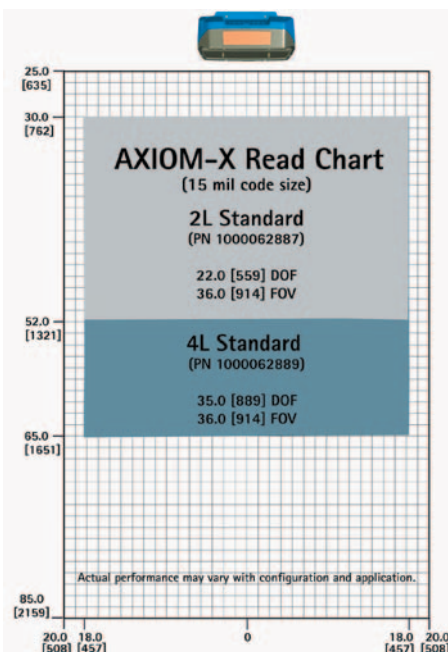 25.0
[635]
30.0
[762]
AXIOM-X Read Chart
(15 mil code size)
2L Standard
(PN 1000062887)
22.0 [559] DOF
36.0 [914] FOV
52.0
[1321]
4L Standard
(PN 1000062889)
35.0 [889] DOF
36.0 [914] FOV
65.0
[1651]
Actual performance may vary with configuration and application.
85.0
[2159]
20.0 18.0 0 18.0 20.0
[508] [457] [457] [508]